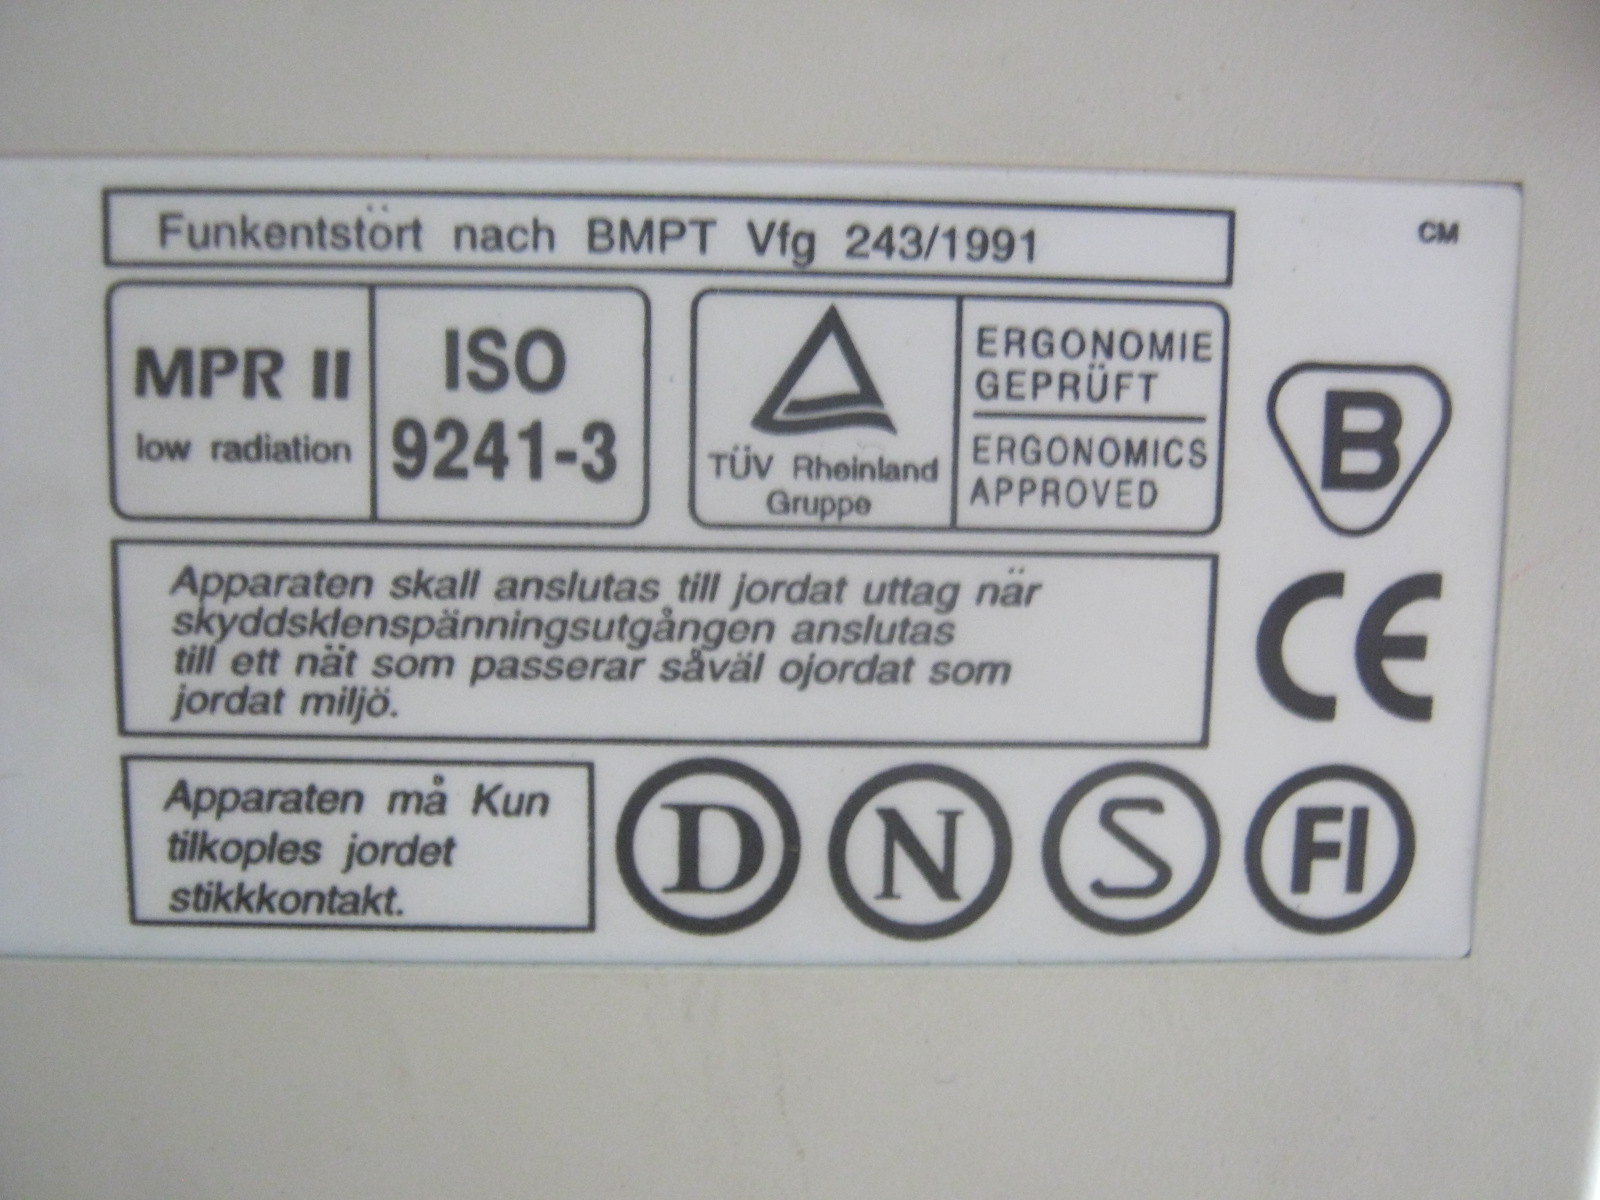 Funkentstört nach BMPT Vfg 243/1991
CM
MPR II
low radiation
ISO
9241-3
TÜV Rheinland
Gruppe
ERGONOMIE
GEPRÜFT
ERGONOMICS
APPROVED
B
Apparaten skall anslutas till jordat uttag när
skyddsklenspänningsutgången anslutas
till ett nät som passerar såväl ojordat som
jordat miljö.
CE
Apparaten må Kun
tilkoples jordet
stikkkontakt.
D N S FI